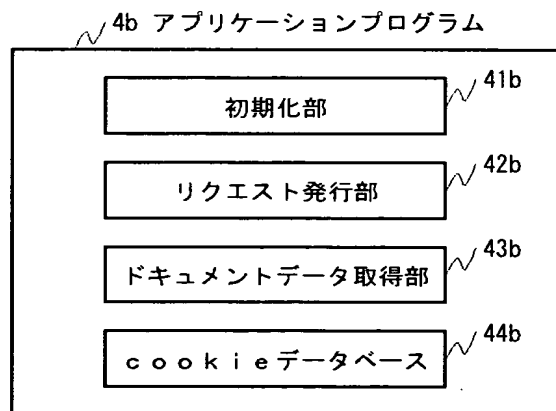 4b アプリケーションプログラム
初期化部 41b
リクエスト発行部 42b
ドキュメントデータ取得部 43b
cookieデータベース 44b